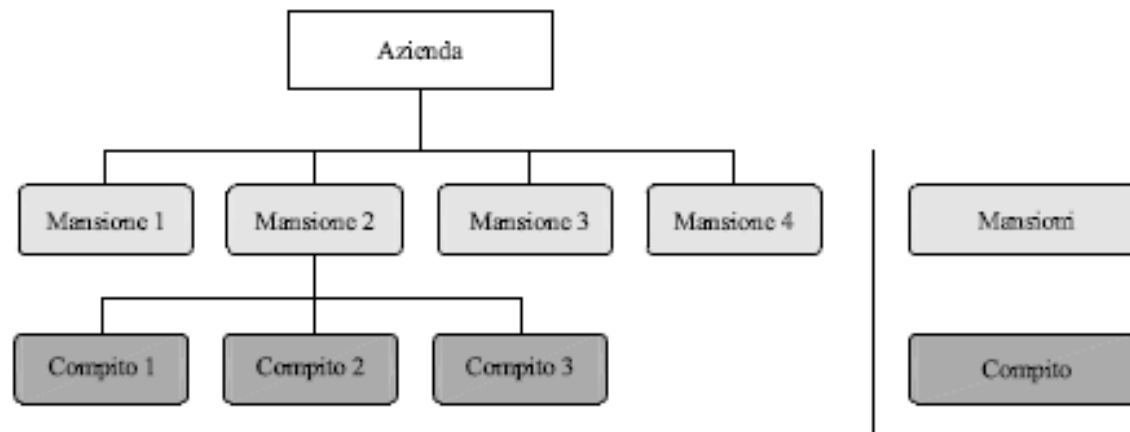 Azienda
Mansione 1
Mansione 2
Mansione 3
Mansione 4
Mansioni
Compito 1
Compito 2
Compito 3
Compito